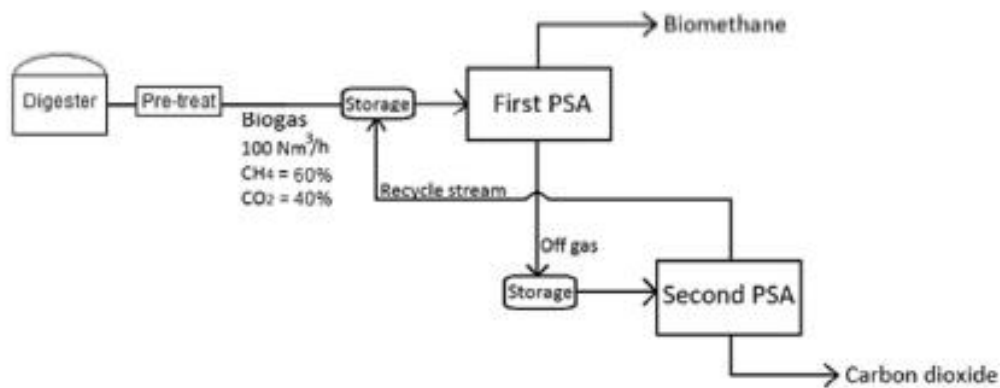 Biomethane
Digester
Pre-treat
Storage
First PSA
Biogas
100 Nm³/h
CH4 = 60%
CO2 = 40%
Recycle stream
Off gas
Storage
Second PSA
Carbon dioxide